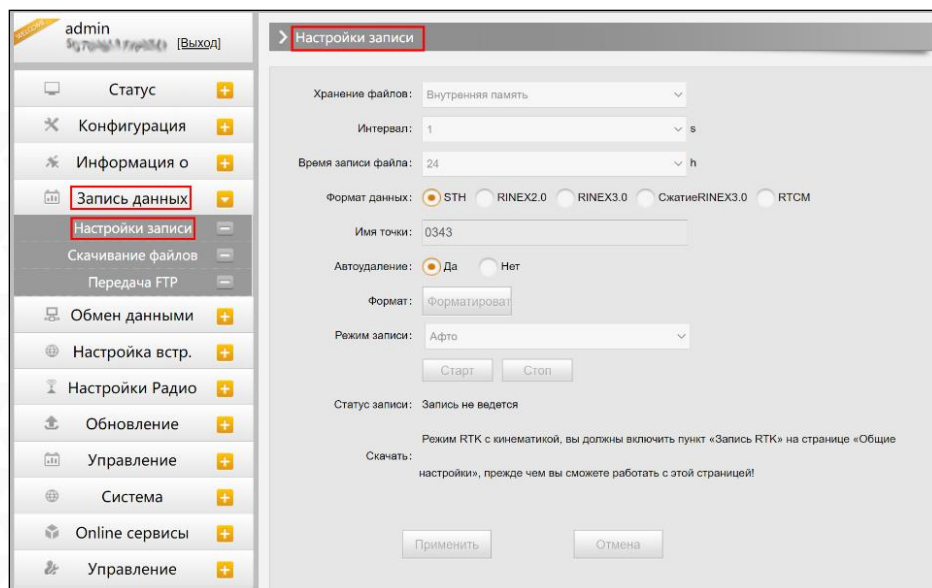 WELCOME
admin
[Выход]
Статус
Конфигурация
Информация о
Запись данных
Настройки записи
Скачивание файлов
Передача FTP
Обмен данными
Настройка встр.
Настройки Радио
Обновление
Управление
Система
Online сервисы
Управление
Настройки записи
Хранение файлов: Внутренняя память
Интервал: 1 s
Время записи файла: 24 h
Формат данных: STH RINEX2.0 RINEX3.0 СжатиеRINEX3.0 RTCM
Имя точки: 0343
Автоудаление: Да Нет
Формат: Форматироват
Режим записи: Афто
Старт Стоп
Статус записи: Запись не ведется
Режим RTK с кинематикой, вы должны включить пункт «Запись RTK» на странице «Общие
Скачать:
настройки», прежде чем вы сможете работать с этой страницей!
Применить Отмена